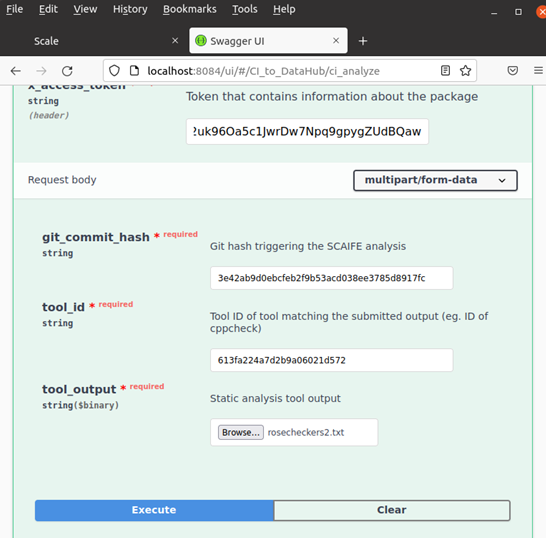 File Edit View History Bookmarks Tools Help
Scale
Swagger UI
localhost:8084/ui/#/CI_to_DataHub/ci_analyze
x_access_token
string
(header)
Token that contains information about the package
?uk96Oa5c1JwrDw7Npq9gpygZUdBQaw
Request body
multipart/form-data
git_commit_hash * required
string
Git hash triggering the SCAIFE analysis
3e42ab9d0ebcfeb2f9b53acd038ee3785d8917fc
tool_id * required
string
Tool ID of tool matching the submitted output (eg. ID of
cppcheck)
613fa224a7d2b9a06021d572
tool_output * required
string($binary)
Static analysis tool output
Browse... rosecheckers2.txt
Execute
Clear